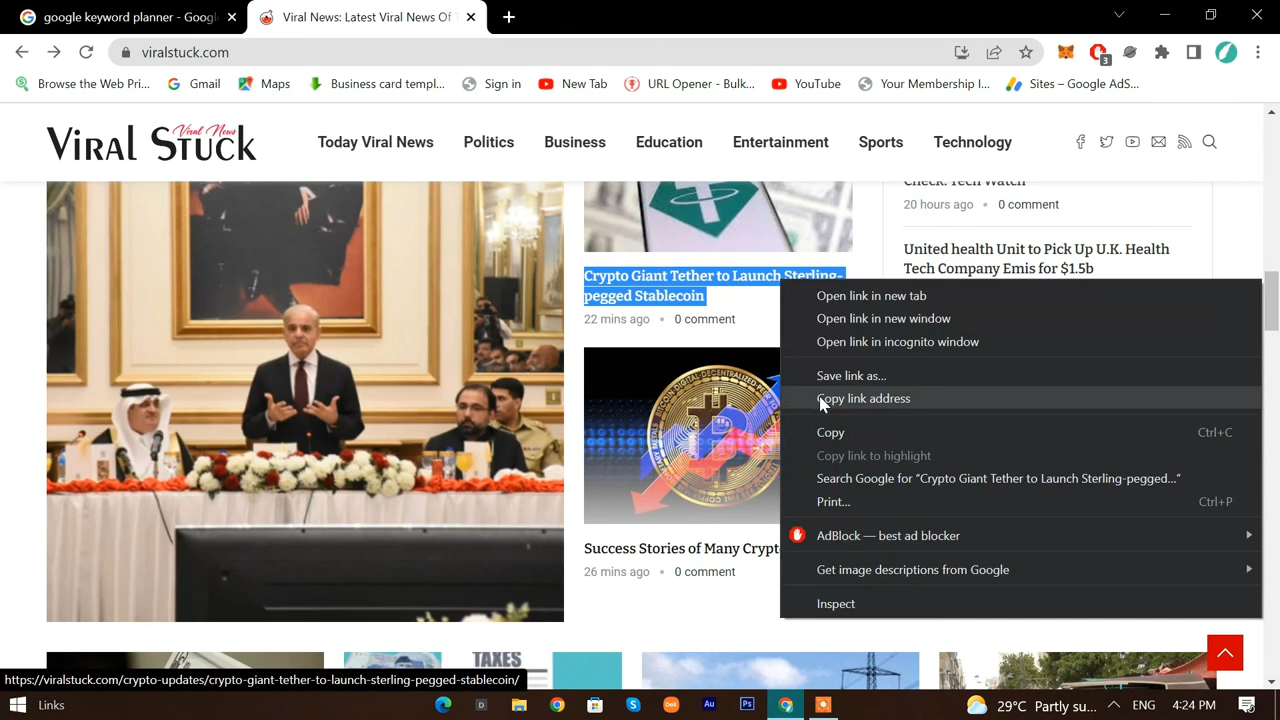 google keyword planner - Goog
Viral News: Latest Viral News Of T
viralstuck.com
3
Browse the Web Pri...
Gmail
Maps
Business card templ...
Sign in
New Tab
URL Opener - Bulk...
YouTube
Your Membership I...
Sites – Google AdS...
Viral News
VIRAL STUCK
Today Viral News
Politics
Business
Education
Entertainment
Sports
Technology
Check: Tech Watch
20 hours ago • 0 comment
United health Unit to Pick Up U.K. Health
Tech Company Emis for $1.5b
Crypto Giant Tether to Launch Sterling-
pegged Stablecoin
22 mins ago • 0 comment
Success Stories of Many Crypt
26 mins ago • 0 comment
Open link in new tab
Open link in new window
Open link in incognito window
Save link as...
Copy link address
Copy Ctrl+C
Copy link to highlight
Search Google for "Crypto Giant Tether to Launch Sterling-pegged..."
Print... Ctrl+P
AdBlock — best ad blocker
Get image descriptions from Google
Inspect
TAXES
https://viralstuck.com/crypto-updates/crypto-giant-tether-to-launch-sterling-pegged-stablecoin/
Links
29°C Partly su...
ENG
4:24 PM